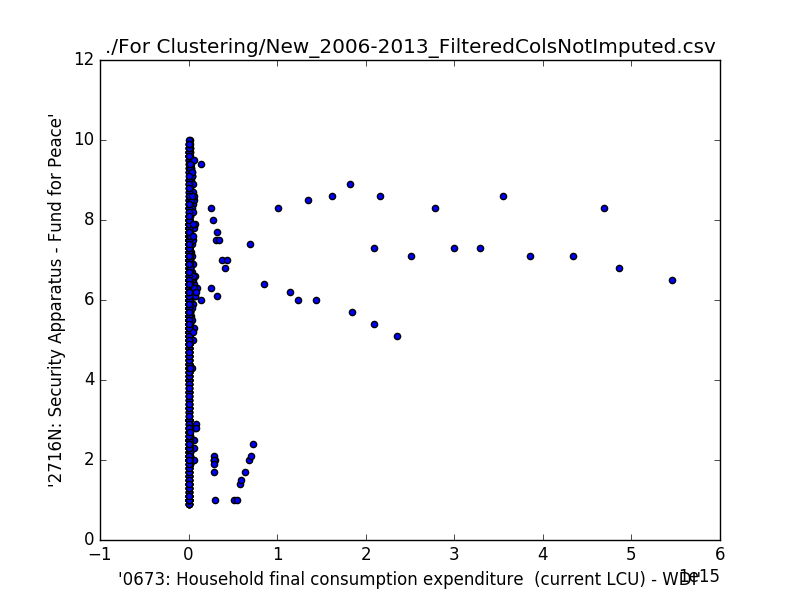 ./For Clustering/New_2006-2013_FilteredColsNotImputed.csv
12
10
8
6
4
2
0
'2716N: Security Apparatus - Fund for Peace'
−1 0 1 2 3 4 5 6
1e15
'0673: Household final consumption expenditure (current LCU) - WDI'